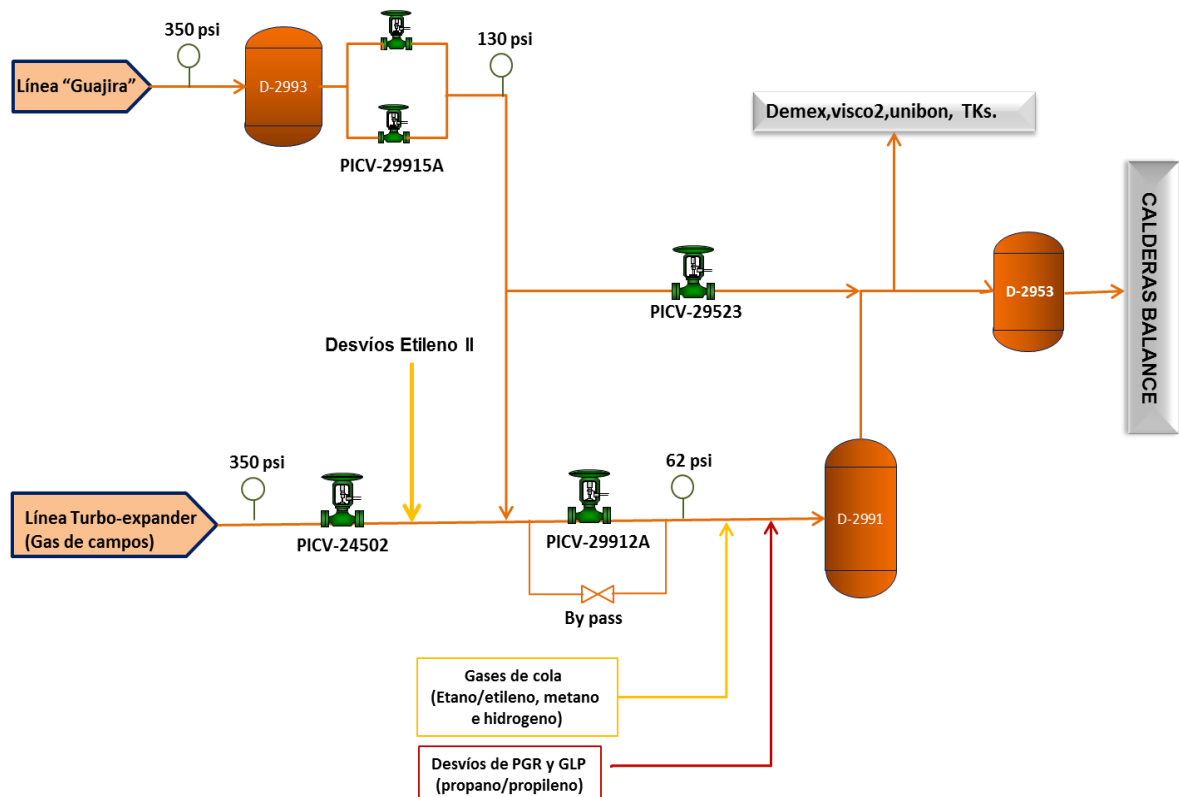 350 psi
Línea “Guajira”
D-2993
PICV-29915A
130 psi
Demex,visco2,unibon, TKs.
CALDERAS BALANCE
D-2953
PICV-29523
Desvíos Etileno II
350 psi
Línea Turbo-expander
(Gas de campos)
PICV-24502
PICV-29912A
62 psi
D-2991
By pass
Gases de cola
(Etano/etileno, metano
e hidrogeno)
Desvíos de PGR y GLP
(propano/propileno)